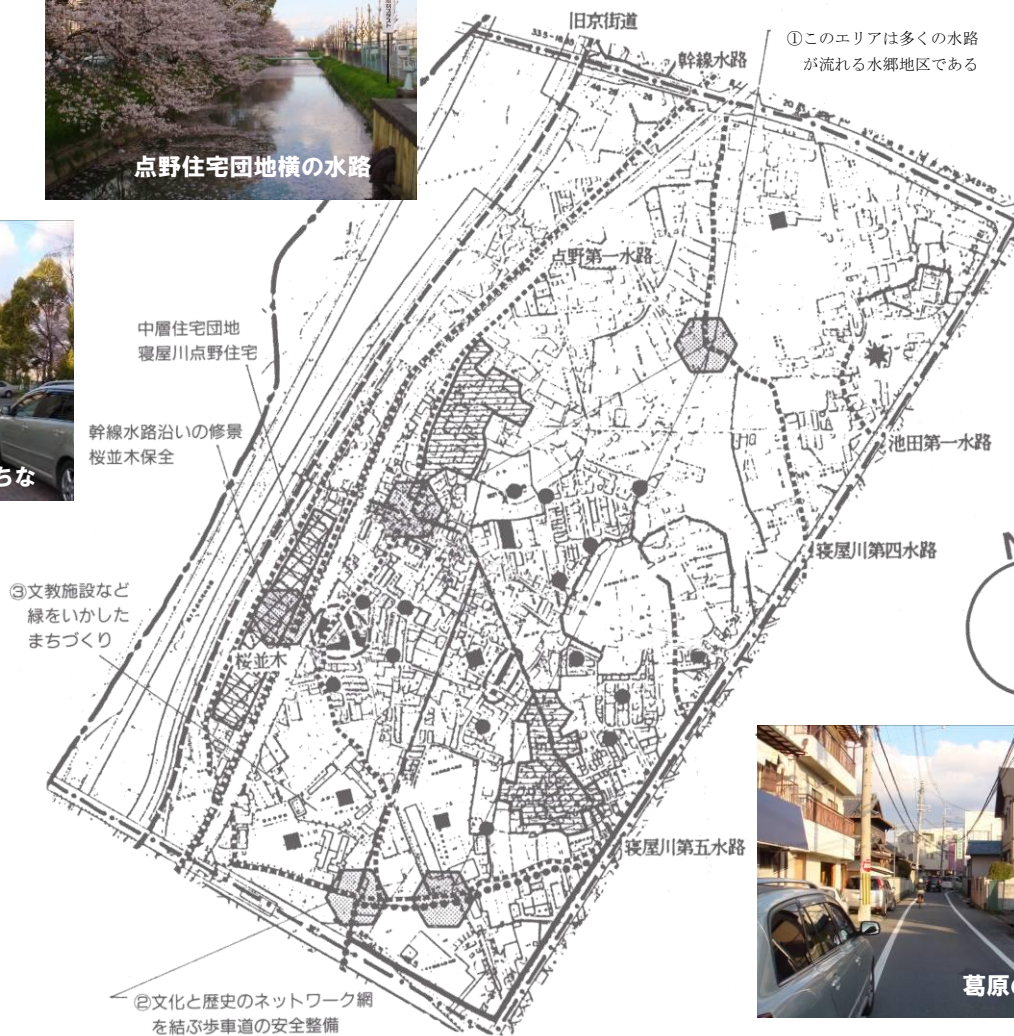 旧京街道
①このエリアは多くの水路
が流れる水郷地区である
幹線水路
点野住宅団地横の水路
点野第一水路
中層住宅団地
寝屋川点野住宅
幹線水路沿いの修景
桜並木保全
池田第一水路
ちな
寝屋川第四水路
③文教施設など
緑をいかした
まちづくり
桜並木
寝屋川第五水路
葛原
②文化と歴史のネットワーク網
を結ぶ歩車道の安全整備